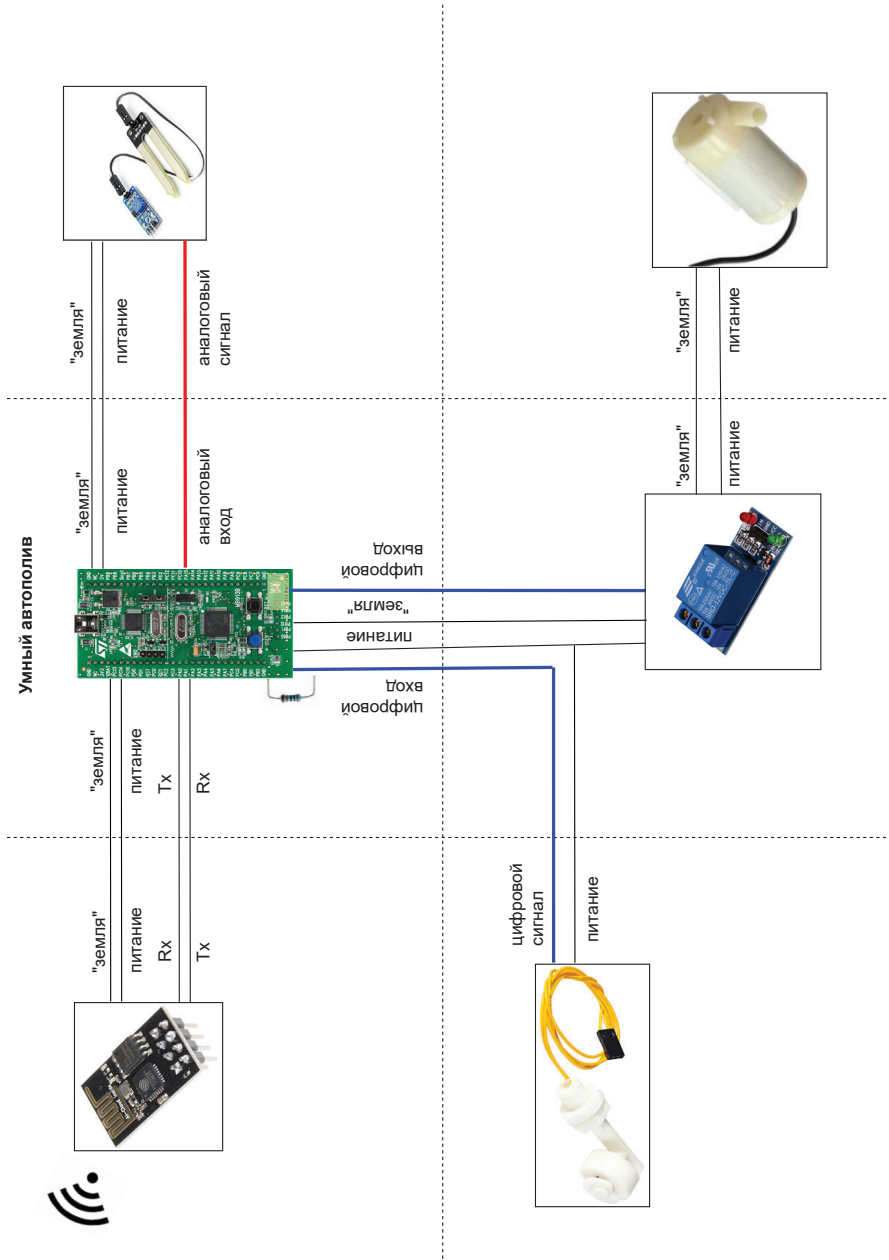 Умный автополив
"земля"
питание
Rx
Tx
"земля"
питание
Tx
Rx
"земля"
питание
аналоговый
вход
"земля"
питание
аналоговый
сигнал
цифровой
вход
питание
"земля"
цифровой
выход
цифровой
сигнал
питание
"земля"
питание
"земля"
питание